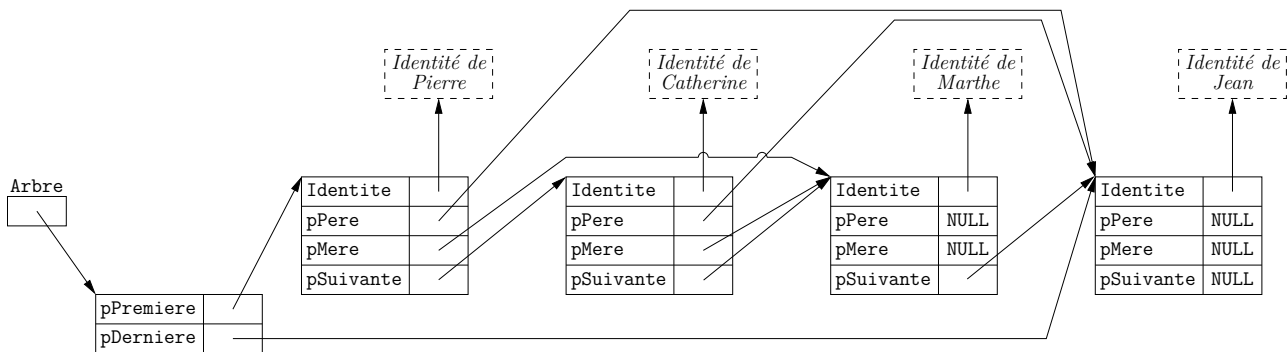 Identité de
Pierre
Identité de
Catherine
Identité de
Marthe
Identité de
Jean
Arbre
Identite
pPere
pMere
pSuivante
Identite
pPere
pMere
pSuivante
Identite
pPere NULL
pMere NULL
pSuivante
Identite
pPere NULL
pMere NULL
pSuivante NULL
pPremiere
pDerniere